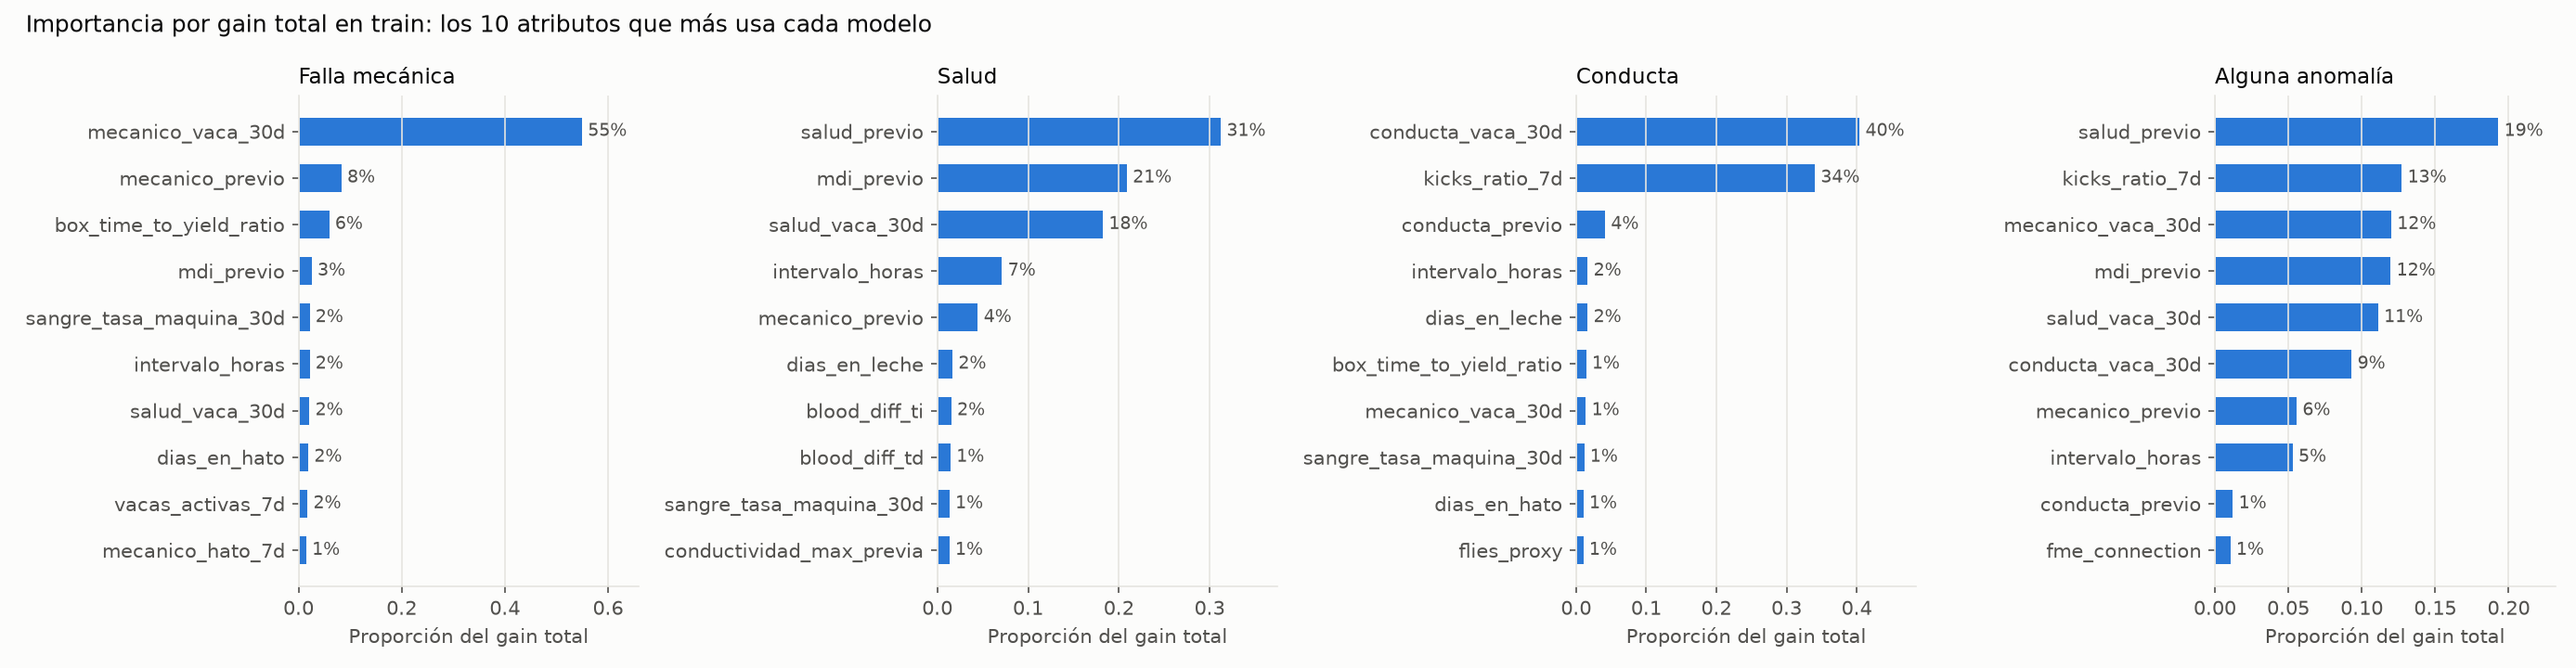 Importancia por gain total en train: los 10 atributos que más usa cada modelo
Falla mecánica
mecanico_vaca_30d 55%
mecanico_previo 8%
box_time_to_yield_ratio 6%
mdi_previo 3%
sangre_tasa_maquina_30d 2%
intervalo_horas 2%
salud_vaca_30d 2%
dias_en_hato 2%
vacas_activas_7d 2%
mecanico_hato_7d 1%
0.0 0.2 0.4 0.6
Proporción del gain total
Salud
salud_previo 31%
mdi_previo 21%
salud_vaca_30d 18%
intervalo_horas 7%
mecanico_previo 4%
dias_en_leche 2%
blood_diff_ti 2%
blood_diff_td 1%
sangre_tasa_maquina_30d 1%
conductividad_max_previa 1%
0.0 0.1 0.2 0.3
Proporción del gain total
Conducta
conducta_vaca_30d 40%
kicks_ratio_7d 34%
conducta_previo 4%
intervalo_horas 2%
dias_en_leche 2%
box_time_to_yield_ratio 1%
mecanico_vaca_30d 1%
sangre_tasa_maquina_30d 1%
dias_en_hato 1%
flies_proxy 1%
0.0 0.1 0.2 0.3 0.4
Proporción del gain total
Alguna anomalía
salud_previo 19%
kicks_ratio_7d 13%
mecanico_vaca_30d 12%
mdi_previo 12%
salud_vaca_30d 11%
conducta_vaca_30d 9%
mecanico_previo 6%
intervalo_horas 5%
conducta_previo 1%
fme_connection 1%
0.00 0.05 0.10 0.15 0.20
Proporción del gain total